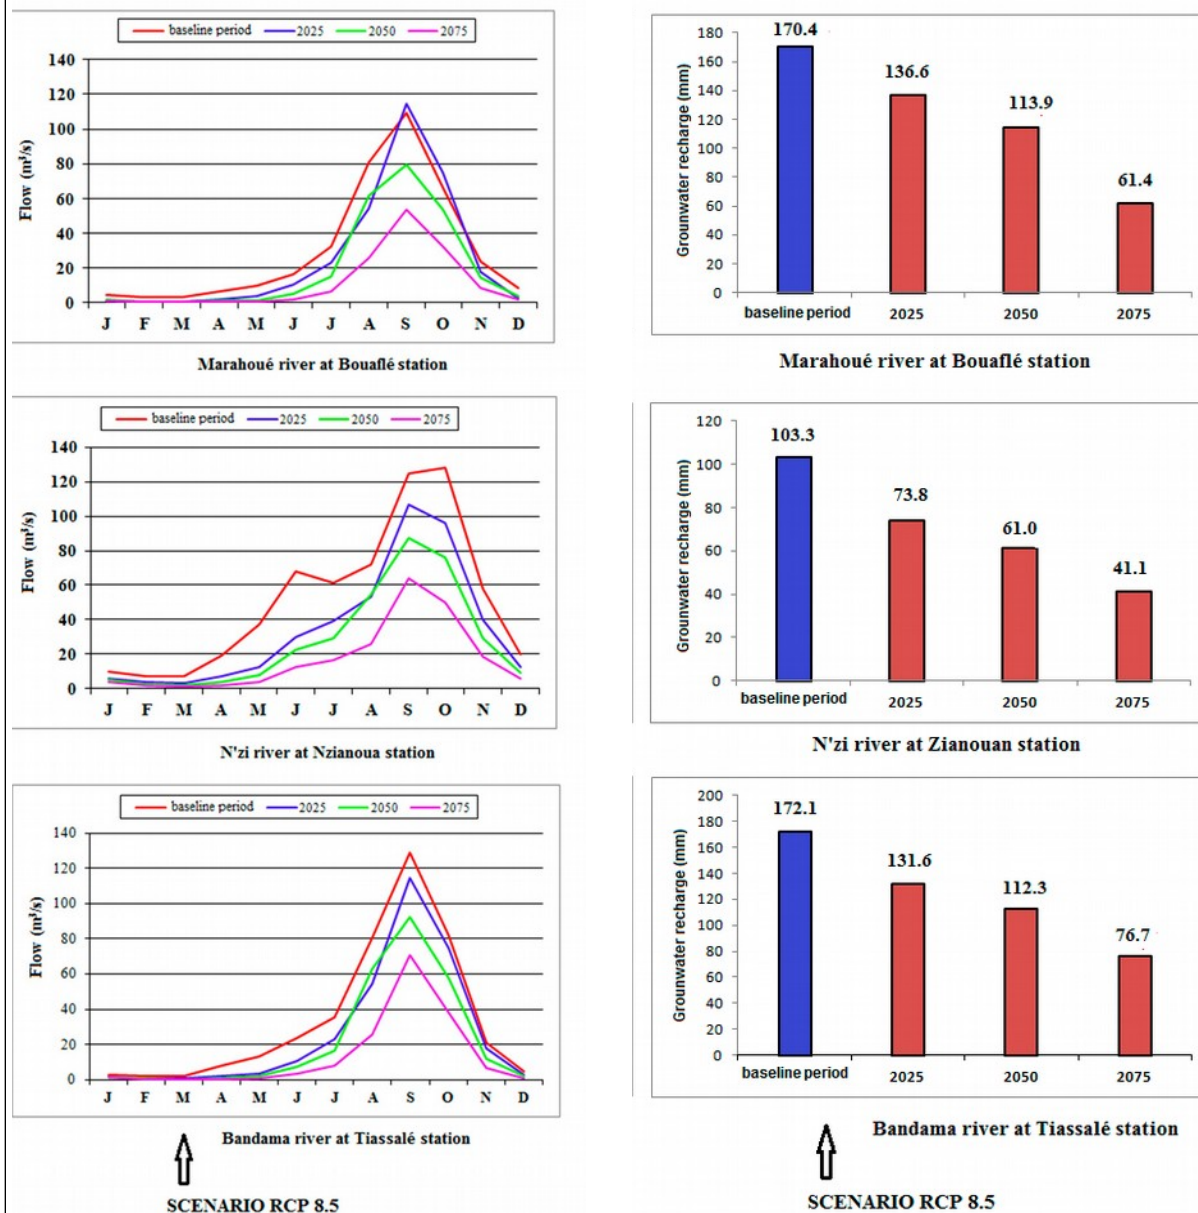 baseline period 2025 2050 2075
140
120
100
80
60
40
20
0
Flow (m³/s)
J F M A M J J A S O N D
Marahoué river at Bouaflé station
180
160
140
120
100
80
60
40
20
0
Grounwater recharge (mm)
170.4
136.6
113.9
61.4
baseline period 2025 2050 2075
Marahoué river at Bouaflé station
baseline period 2025 2050 2075
140
120
100
80
60
40
20
0
Flow (m³/s)
J F M A M J J A S O N D
N'zi river at Nzianoua station
120
100
80
60
40
20
0
Grounwater recharge (mm)
103.3
73.8
61.0
41.1
baseline period 2025 2050 2075
N'zi river at Zianouan station
baseline period 2025 2050 2075
140
120
100
80
60
40
20
0
Flow (m³/s)
J F M A M J J A S O N D
Bandama river at Tiassalé station
SCENARIO RCP 8.5
200
180
160
140
120
100
80
60
40
20
0
Grounwater recharge (mm)
172.1
131.6
112.3
76.7
baseline period 2025 2050 2075
Bandama river at Tiassalé station
SCENARIO RCP 8.5